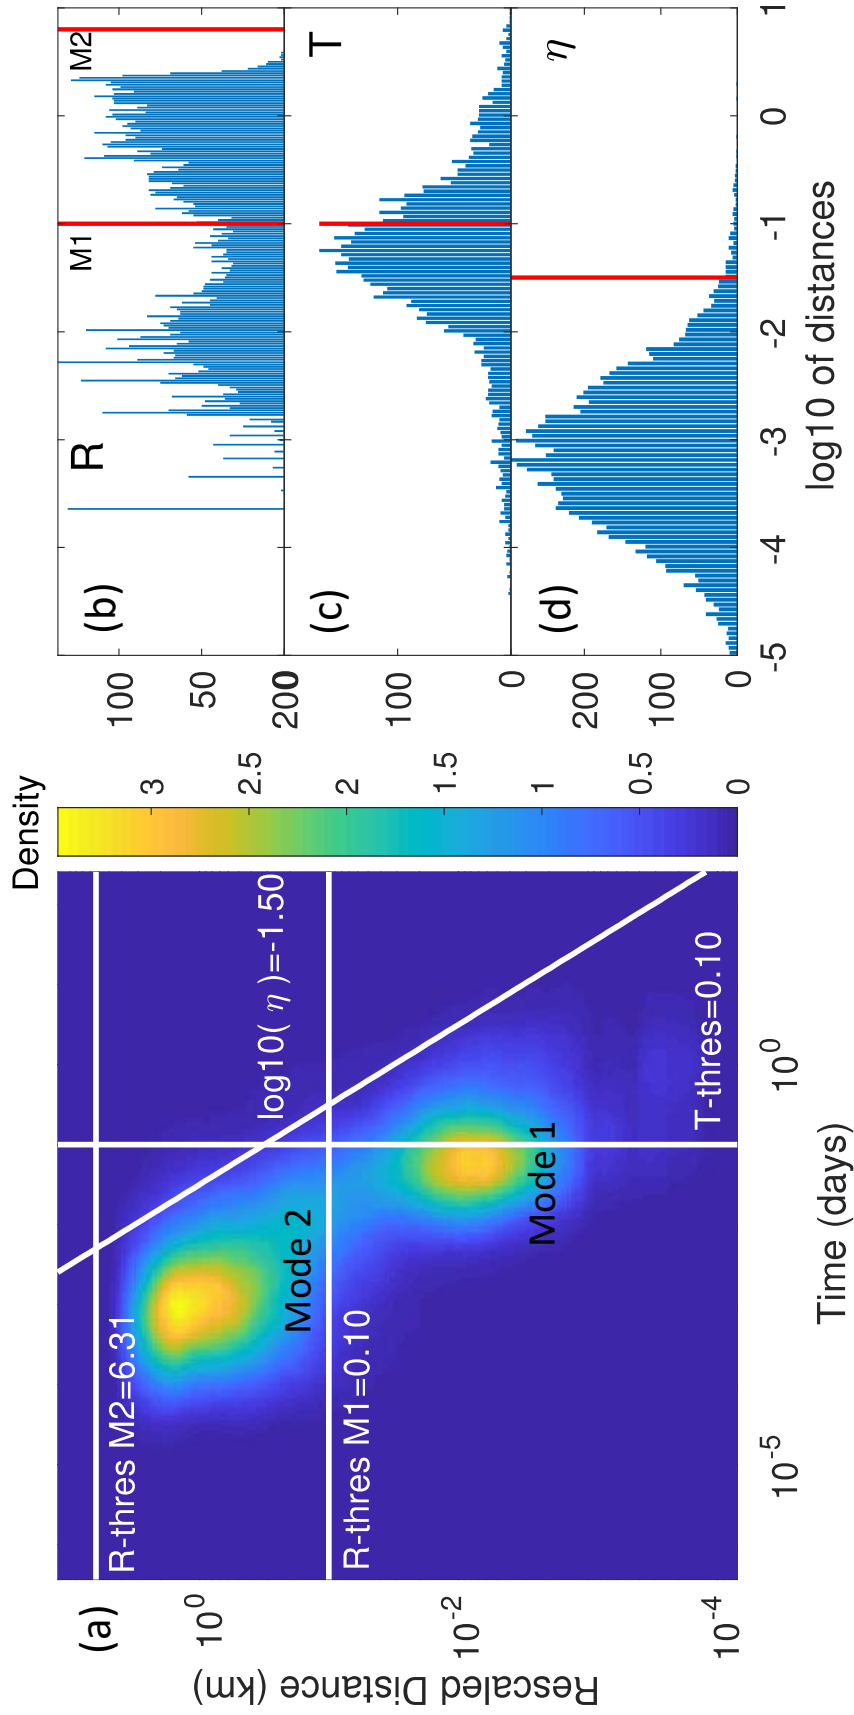 (a)
Rescaled Distance (km)
10^0
10^-2
10^-4
R-thres M2=6.31
log10( η )=-1.50
Mode 2
R-thres M1=0.10
Mode 1
T-thres=0.10
10^-5
10^0
Time (days)
Density
3
2.5
2
1.5
1
0.5
0
(b)
R
M1
M2
100
50
0
(c)
T
200
100
0
(d)
η
200
100
0
-5
-4
-3
-2
-1
0
1
log10 of distances